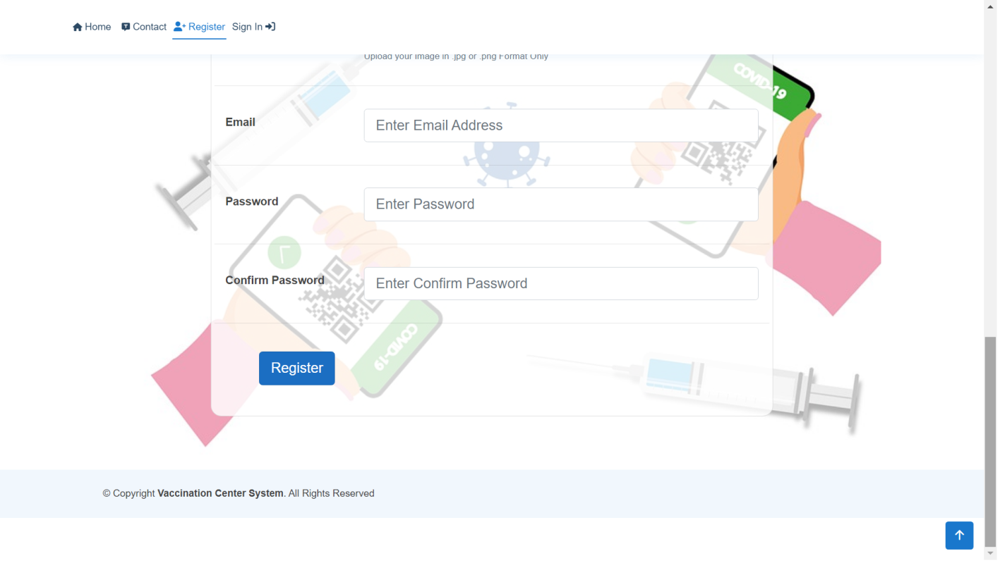 Home Contact Register Sign In
Upload your Image in .jpg or .png Format Only
COVID-19
Email Enter Email Address
Password Enter Password
Confirm Password Enter Confirm Password
COVID-19
Register
© Copyright Vaccination Center System. All Rights Reserved